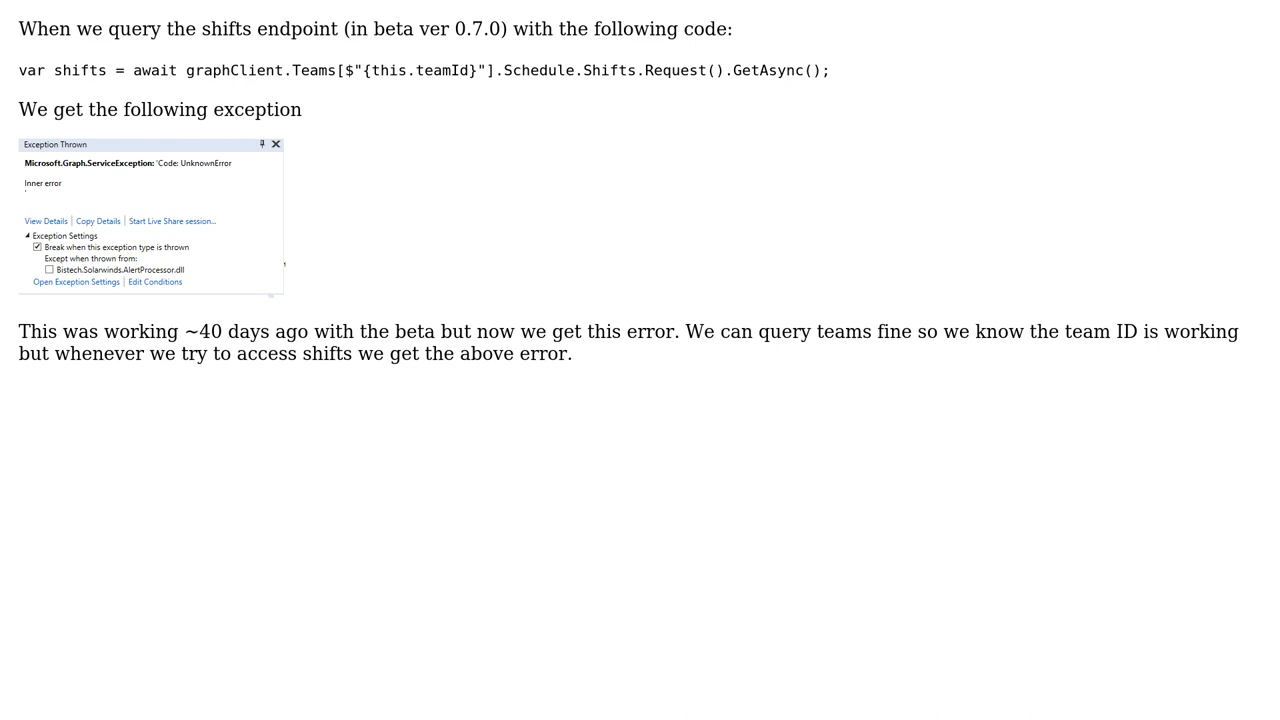 When we query the shifts endpoint (in beta ver 0.7.0) with the following code:
var shifts = await graphClient.Teams[$"{this.teamId}"].Schedule.Shifts.Request().GetAsync();
We get the following exception
Exception Thrown
Microsoft.Graph.ServiceException: 'Code: UnknownError
Inner error
'
View Details | Copy Details | Start Live Share session...
Exception Settings
Break when this exception type is thrown
Except when thrown from:
Bistech.Solarwinds.AlertProcessor.dll
Open Exception Settings | Edit Conditions
This was working ~40 days ago with the beta but now we get this error. We can query teams fine so we know the team ID is working
but whenever we try to access shifts we get the above error.